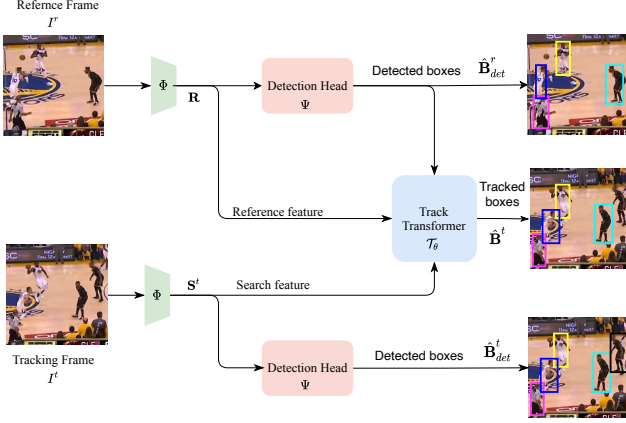 Refernce Frame
I^r
Φ
R
Detection Head
Ψ
Detected boxes
B̂^r_det
Reference feature
Track
Transformer
𝒯_θ
Tracked
boxes
B̂^t
Φ
S^t
Search feature
Tracking Frame
I^t
Detection Head
Ψ
Detected boxes
B̂^t_det